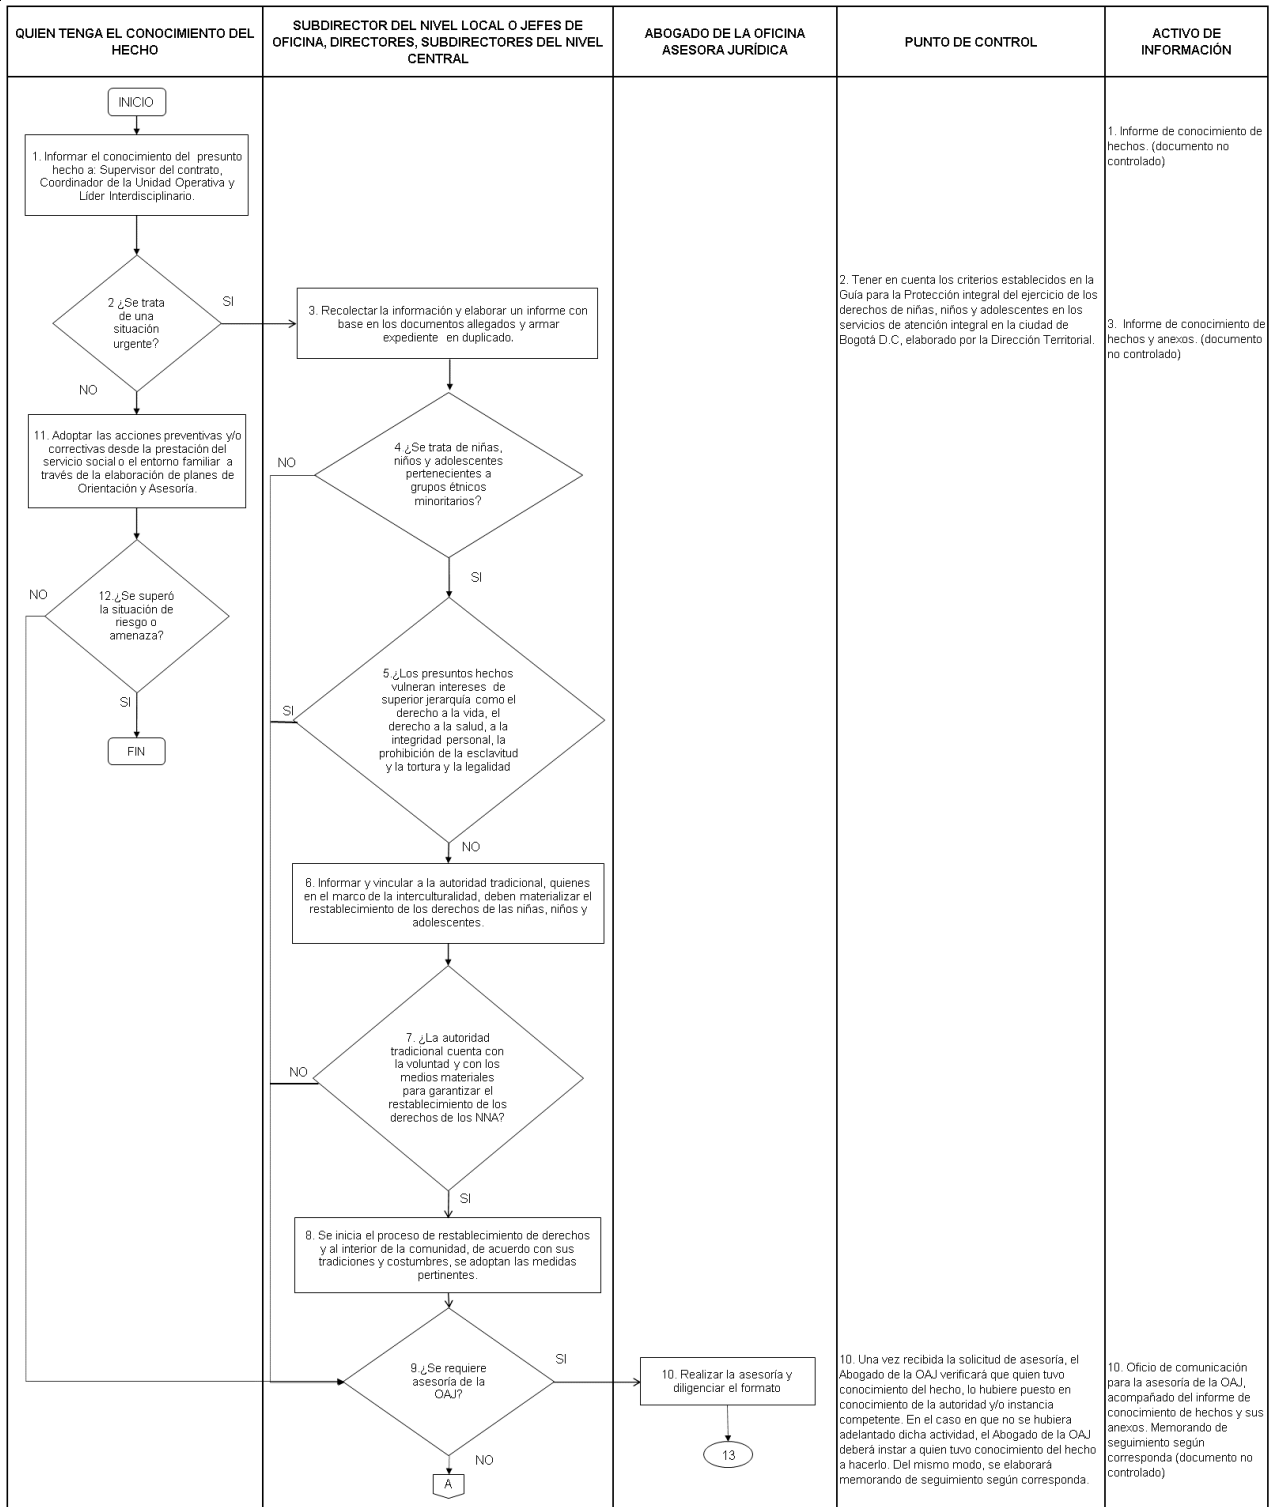 QUIEN TENGA EL CONOCIMIENTO DEL
HECHO
SUBDIRECTOR DEL NIVEL LOCAL O JEFES DE
OFICINA, DIRECTORES, SUBDIRECTORES DEL NIVEL
CENTRAL
ABOGADO DE LA OFICINA
ASESORA JURÍDICA
PUNTO DE CONTROL
ACTIVO DE
INFORMACIÓN
INICIO
1. Informar el conocimiento del presunto
hecho a: Supervisor del contrato,
Coordinador de la Unidad Operativa y
Líder Interdisciplinario.
1. Informe de conocimiento de
hechos. (documento no
controlado)
2 ¿Se trata
de una
situación
urgente?
SI
NO
3. Recolectar la información y elaborar un informe con
base en los documentos allegados y armar
expediente en duplicado.
2. Tener en cuenta los criterios establecidos en la
Guía para la Protección integral del ejercicio de los
derechos de niñas, niños y adolescentes en los
servicios de atención integral en la ciudad de
Bogotá D.C, elaborado por la Dirección Territorial.
3. Informe de conocimiento de
hechos y anexos. (documento
no controlado)
11. Adoptar las acciones preventivas y/o
correctivas desde la prestación del
servicio social o el entorno familiar a
través de la elaboración de planes de
Orientación y Asesoría.
NO
4.¿Se trata de niñas,
niños y adolescentes
pertenecientes a
grupos étnicos
minoritarios?
SI
NO
12.¿Se superó
la situación de
riesgo o
amenaza?
SI
FIN
SI
5.¿Los presuntos hechos
vulneran intereses de
superior jerarquía como el
derecho a la vida, el
derecho a la salud, a la
integridad personal, la
prohibición de la esclavitud
y la tortura y la legalidad
NO
6. Informar y vincular a la autoridad tradicional, quienes
en el marco de la interculturalidad, deben materializar el
restablecimiento de los derechos de las niñas, niños y
adolescentes.
NO
7. ¿La autoridad
tradicional cuenta con
la voluntad y con los
medios materiales
para garantizar el
restablecimiento de los
derechos de los NNA?
SI
8. Se inicia el proceso de restablecimiento de derechos
y al interior de la comunidad, de acuerdo con sus
tradiciones y costumbres, se adoptan las medidas
pertinentes.
9.¿Se requiere
asesoría de la
OAJ?
SI
NO
A
10. Realizar la asesoría y
diligenciar el formato
13
10. Una vez recibida la solicitud de asesoría, el
Abogado de la OAJ verificará que quien tuvo
conocimiento del hecho, lo hubiere puesto en
conocimiento de la autoridad y/o instancia
competente. En el caso en que no se hubiera
adelantado dicha actividad, el Abogado de la OAJ
deberá instar a quien tuvo conocimiento del hecho
a hacerlo. Del mismo modo, se elaborará
memorando de seguimiento según corresponda.
10. Oficio de comunicación
para la asesoría de la OAJ,
acompañado del informe de
conocimiento de hechos y sus
anexos. Memorando de
seguimiento según
corresponda (documento no
controlado)